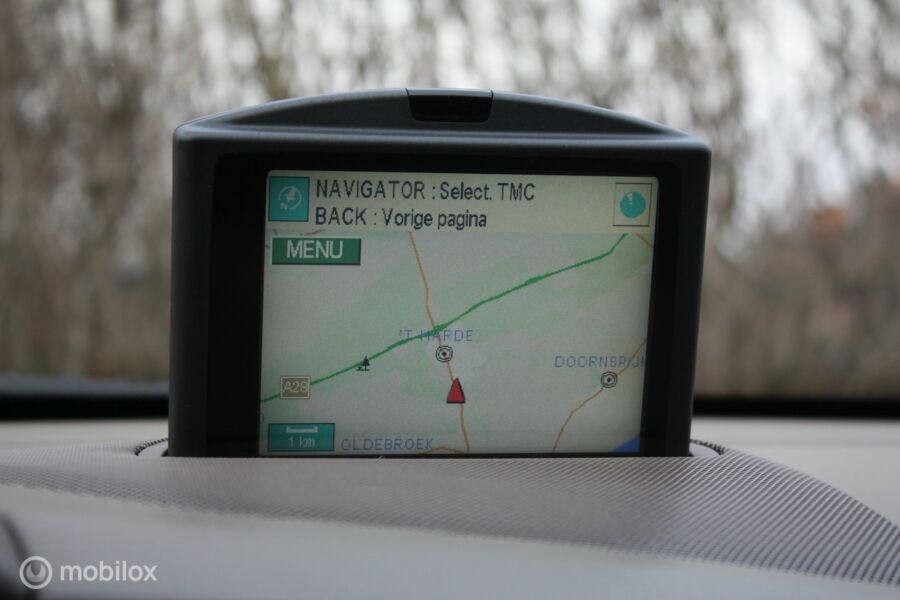 N
NAVIGATOR : Select. TMC
BACK : Vorige pagina
MENU
'T HARDE
DOORNSPIJK
A28
1 km
OLDEBROEK
mobilox